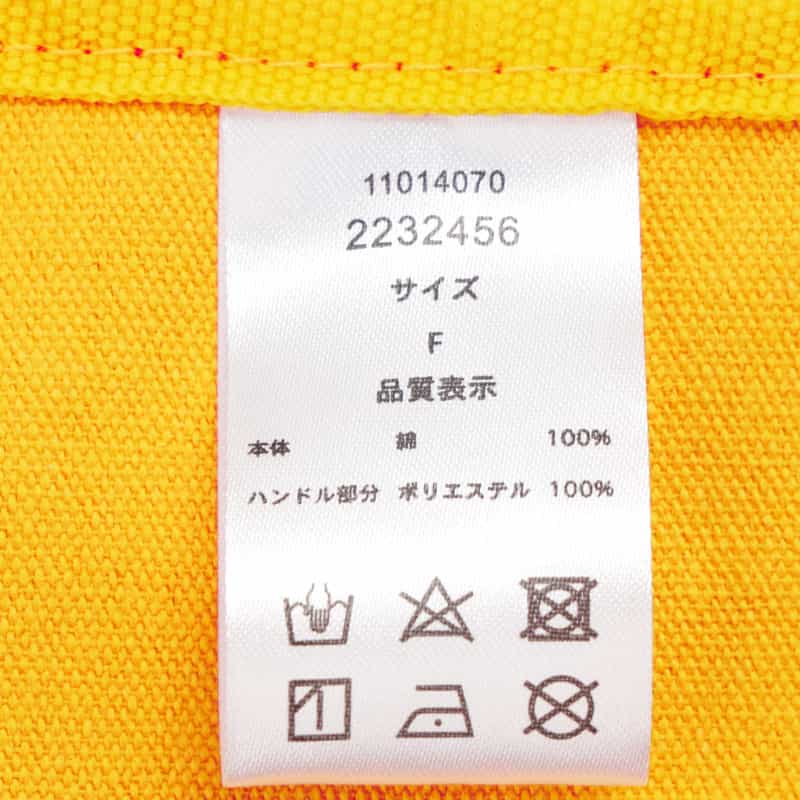 11014070
2232456
サイズ
F
品質表示
本体 綿 100%
ハンドル部分 ポリエステル 100%